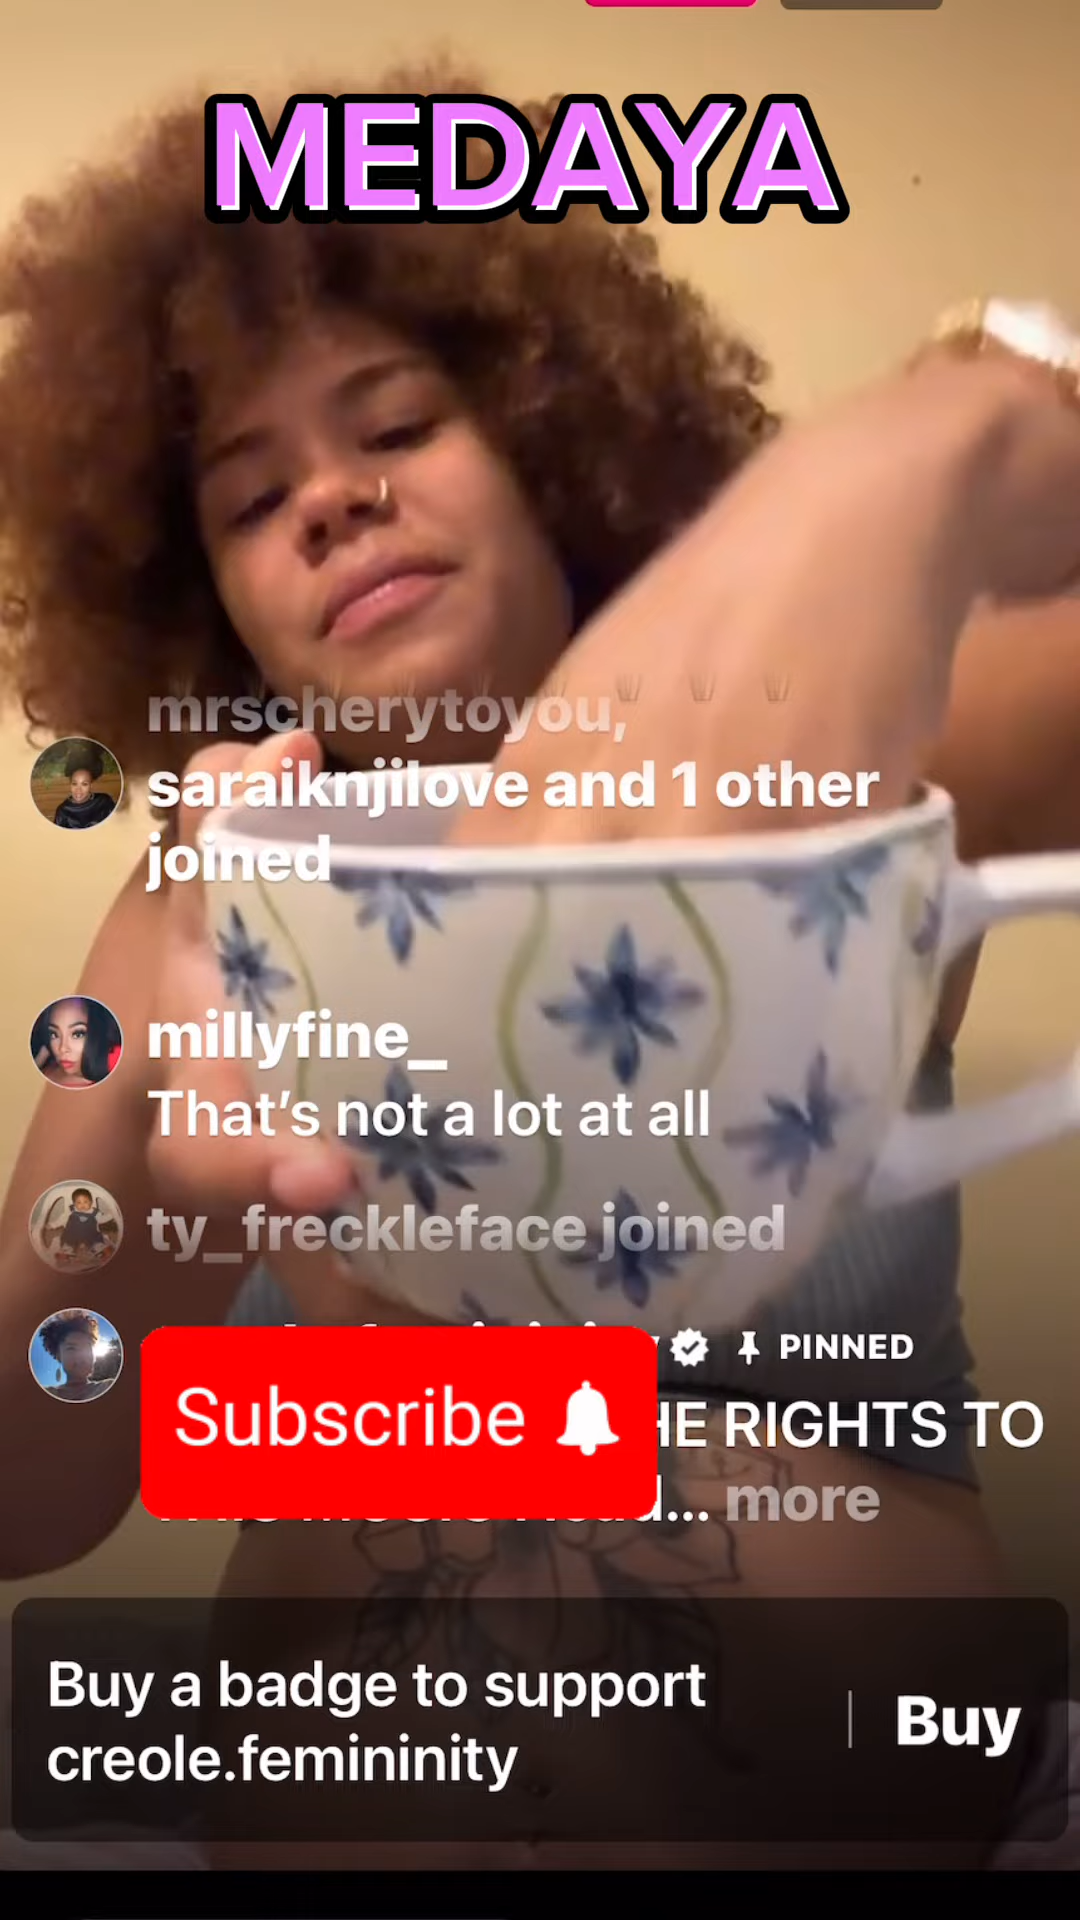 MEDAYA
mrscherytoyou,
saraiknjilove and 1 other
joined
millyfine_
That's not a lot at all
ty_freckleface joined
PINNED
Subscribe
HE RIGHTS TO
... more
Buy a badge to support
creole.femininity
Buy